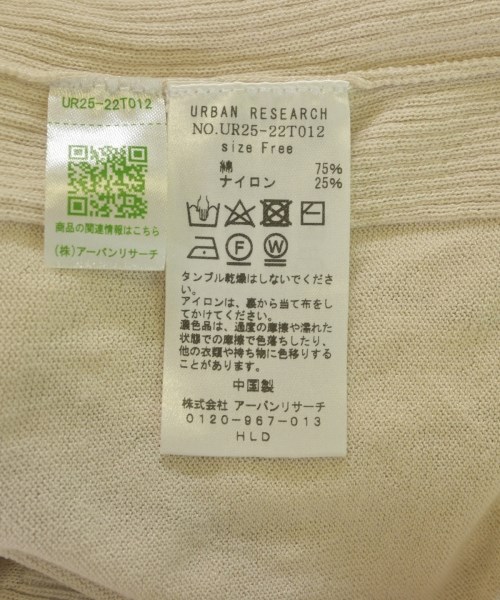 UR25-22T012
商品の関連情報はこちら
(株)アーバンリサーチ
URBAN RESEARCH
NO.UR25-22T012
size Free
綿 75%
ナイロン 25%
F W
タンブル乾燥はしないでくださ
い。
アイロンは、裏から当て布をし
てかけてください。
濃色品は、過度の摩擦や濡れた
状態での摩擦で色落ちしたり、
他の衣類や持ち物に色移りする
ことがあります。
中国製
株式会社 アーバンリサーチ
0120-967-013
HLD